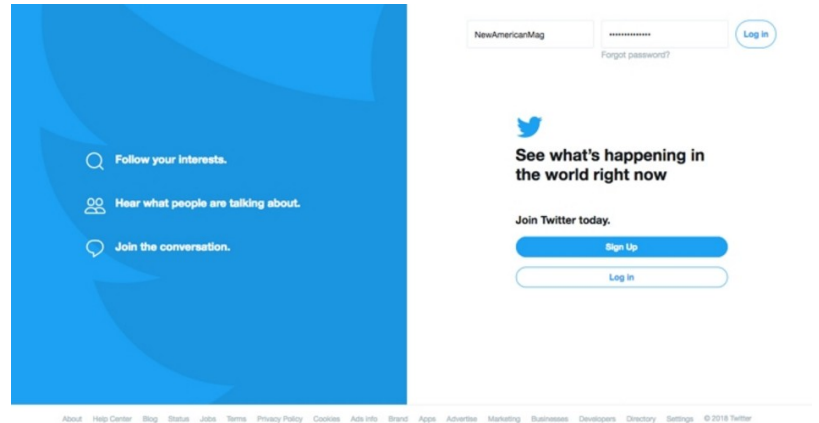 NewAmericanMag
••••••••••••••
Log in
Forgot password?
Follow your interests.
Hear what people are talking about.
Join the conversation.
See what's happening in
the world right now
Join Twitter today.
Sign Up
Log in
About Help Center Blog Status Jobs Terms Privacy Policy Cookies Ads info Brand Apps Advertise Marketing Businesses Developers Directory Settings © 2018 Twitter